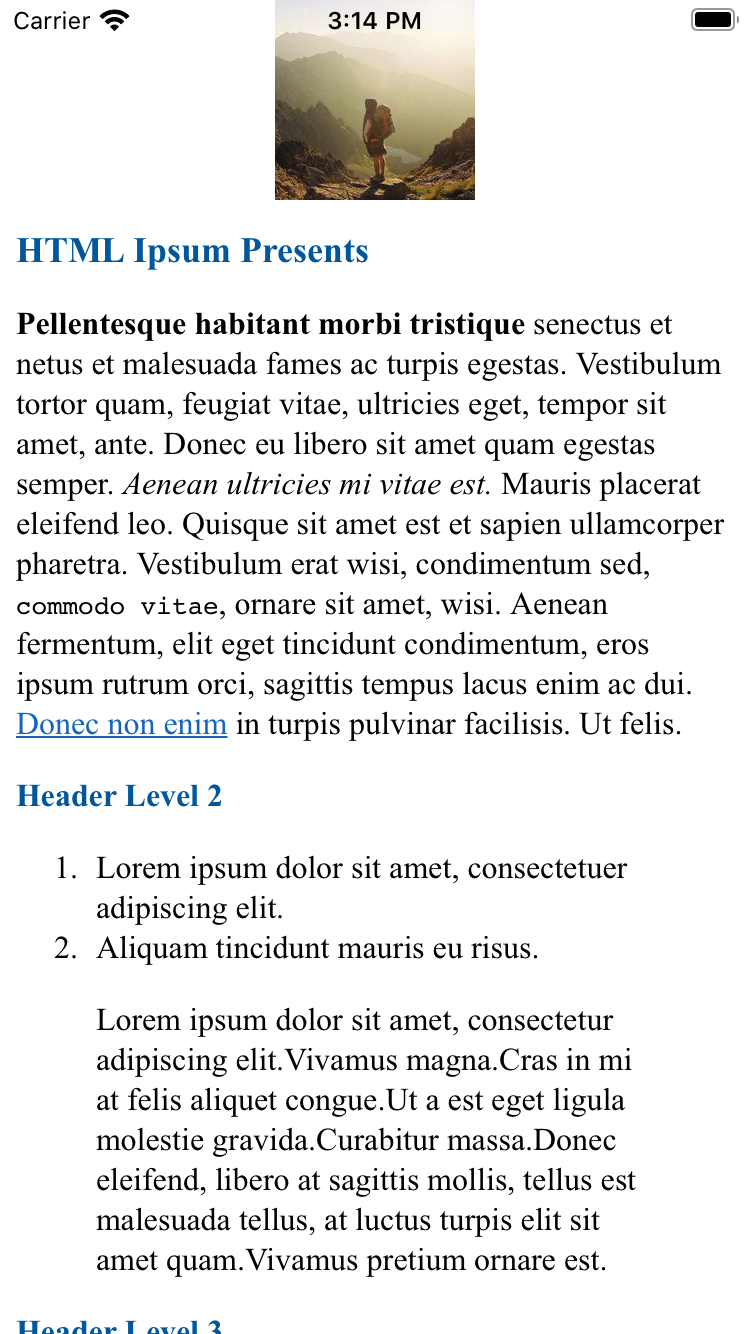 Carrier 3:14 PM
HTML Ipsum Presents
Pellentesque habitant morbi tristique senectus et
netus et malesuada fames ac turpis egestas. Vestibulum
tortor quam, feugiat vitae, ultricies eget, tempor sit
amet, ante. Donec eu libero sit amet quam egestas
semper. Aenean ultricies mi vitae est. Mauris placerat
eleifend leo. Quisque sit amet est et sapien ullamcorper
pharetra. Vestibulum erat wisi, condimentum sed,
commodo vitae, ornare sit amet, wisi. Aenean
fermentum, elit eget tincidunt condimentum, eros
ipsum rutrum orci, sagittis tempus lacus enim ac dui.
Donec non enim in turpis pulvinar facilisis. Ut felis.
Header Level 2
1. Lorem ipsum dolor sit amet, consectetuer
adipiscing elit.
2. Aliquam tincidunt mauris eu risus.
Lorem ipsum dolor sit amet, consectetur
adipiscing elit.Vivamus magna.Cras in mi
at felis aliquet congue.Ut a est eget ligula
molestie gravida.Curabitur massa.Donec
eleifend, libero at sagittis mollis, tellus est
malesuada tellus, at luctus turpis elit sit
amet quam.Vivamus pretium ornare est.
Header Level 3